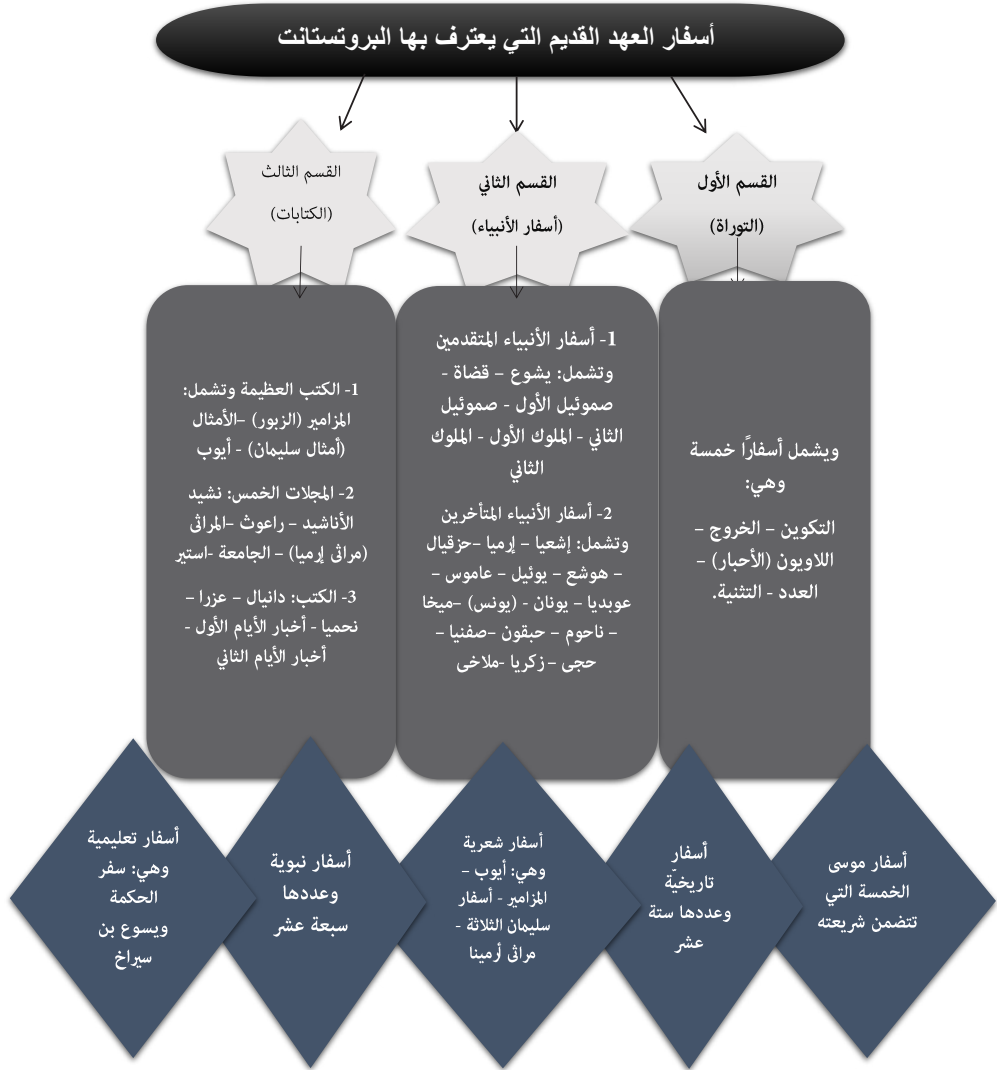 أسفار العهد القديم التي يعترف بها البروتستانت
القسم الأول
(التوراة)
القسم الثاني
(أسفار الأنبياء)
القسم الثالث
(الكتابات)
ويشمل أسفارًا خمسة
وهي:
التكوين – الخروج –
اللاويون (الأحبار) –
العدد - التثنية.
1- أسفار الأنبياء المتقدمين
وتشمل: يشوع – قضاة -
صموئيل الأول - صموئيل
الثاني - الملوك الأول - الملوك
الثاني
2- أسفار الأنبياء المتأخرين
وتشمل: إشعيا – إرميا –حزقيال
– هوشع – يوئيل – عاموس –
عوبديا – يونان - (يونس) –ميخا
– ناحوم – حبقون –صفنيا –
حجى – زكريا -ملاخى
1- الكتب العظيمة وتشمل:
المزامير (الزبور) –الأمثال
(أمثال سليمان) - أيوب
2- المجلات الخمس: نشيد
الأناشيد – راعوث –المراثى
(مراثى إرميا) – الجامعة -استير
3- الكتب: دانيال – عزرا –
نحميا - أخبار الأيام الأول -
أخبار الأيام الثاني
أسفار موسى
الخمسة التي
تتضمن شريعته
أسفار
تاريخيّة
وعددها ستة
عشر
أسفار شعرية
وهي: أيوب –
المزامير - أسفار
سليمان الثلاثة -
مراثى أرمينا
أسفار نبوية
وعددها
سبعة عشر
أسفار تعليمية
وهي: سفر
الحكمة
ويسوع بن
سيراخ